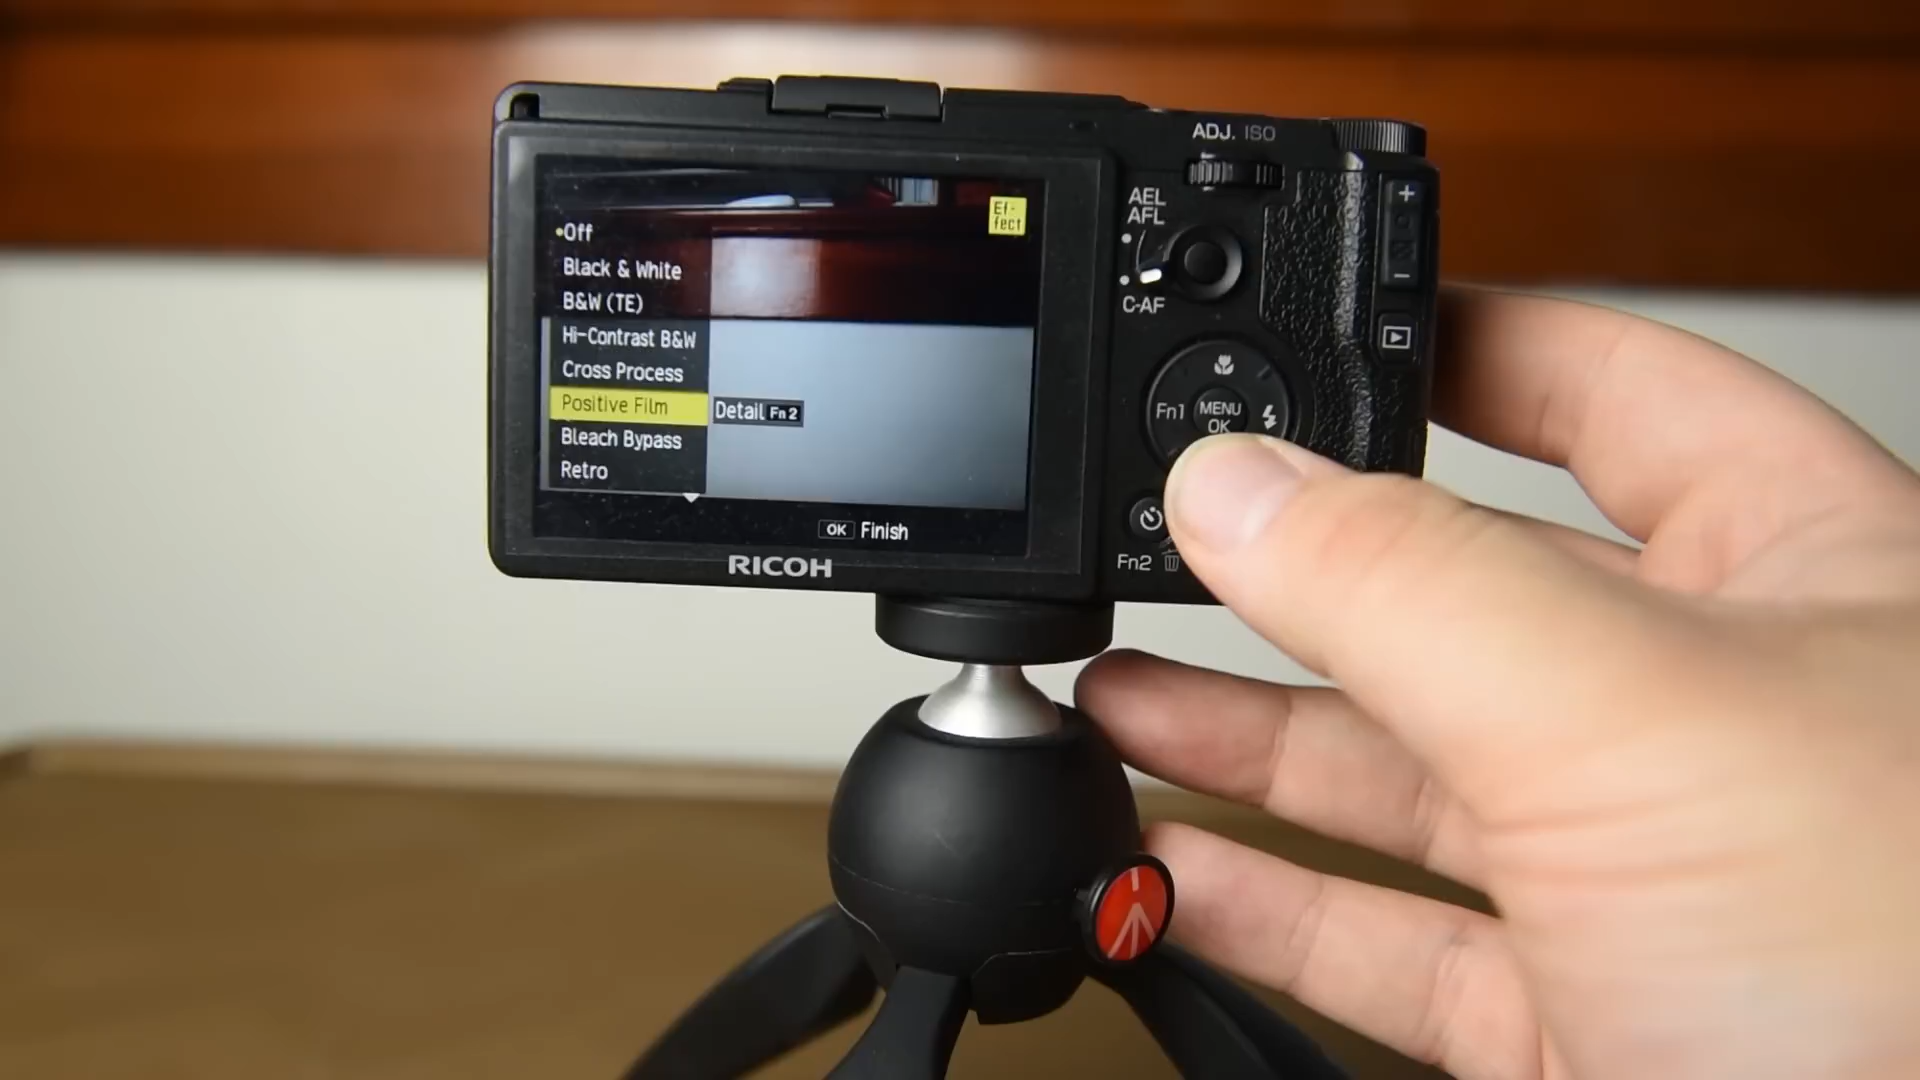 ADJ. ISO
AEL
AFL
C-AF
+
−
Ef-
fect
Off
Black & White
B&W (TE)
Hi-Contrast B&W
Cross Process
Positive Film
Detail Fn2
Bleach Bypass
Retro
OK Finish
Fn1
MENU
OK
Fn2
RICOH